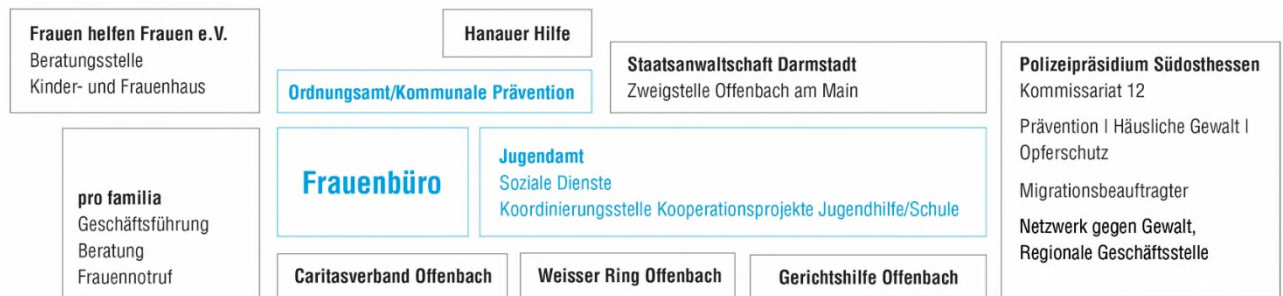 Frauen helfen Frauen e.V.
Beratungsstelle
Kinder- und Frauenhaus
Hanauer Hilfe
Ordnungsamt/Kommunale Prävention
Staatsanwaltschaft Darmstadt
Zweigstelle Offenbach am Main
Polizeipräsidium Südosthessen
Kommissariat 12
Prävention I Häusliche Gewalt I
Opferschutz
Migrationsbeauftragter
Netzwerk gegen Gewalt,
Regionale Geschäftsstelle
pro familia
Geschäftsführung
Beratung
Frauennotruf
Frauenbüro
Jugendamt
Soziale Dienste
Koordinierungsstelle Kooperationsprojekte Jugendhilfe/Schule
Caritasverband Offenbach
Weisser Ring Offenbach
Gerichtshilfe Offenbach